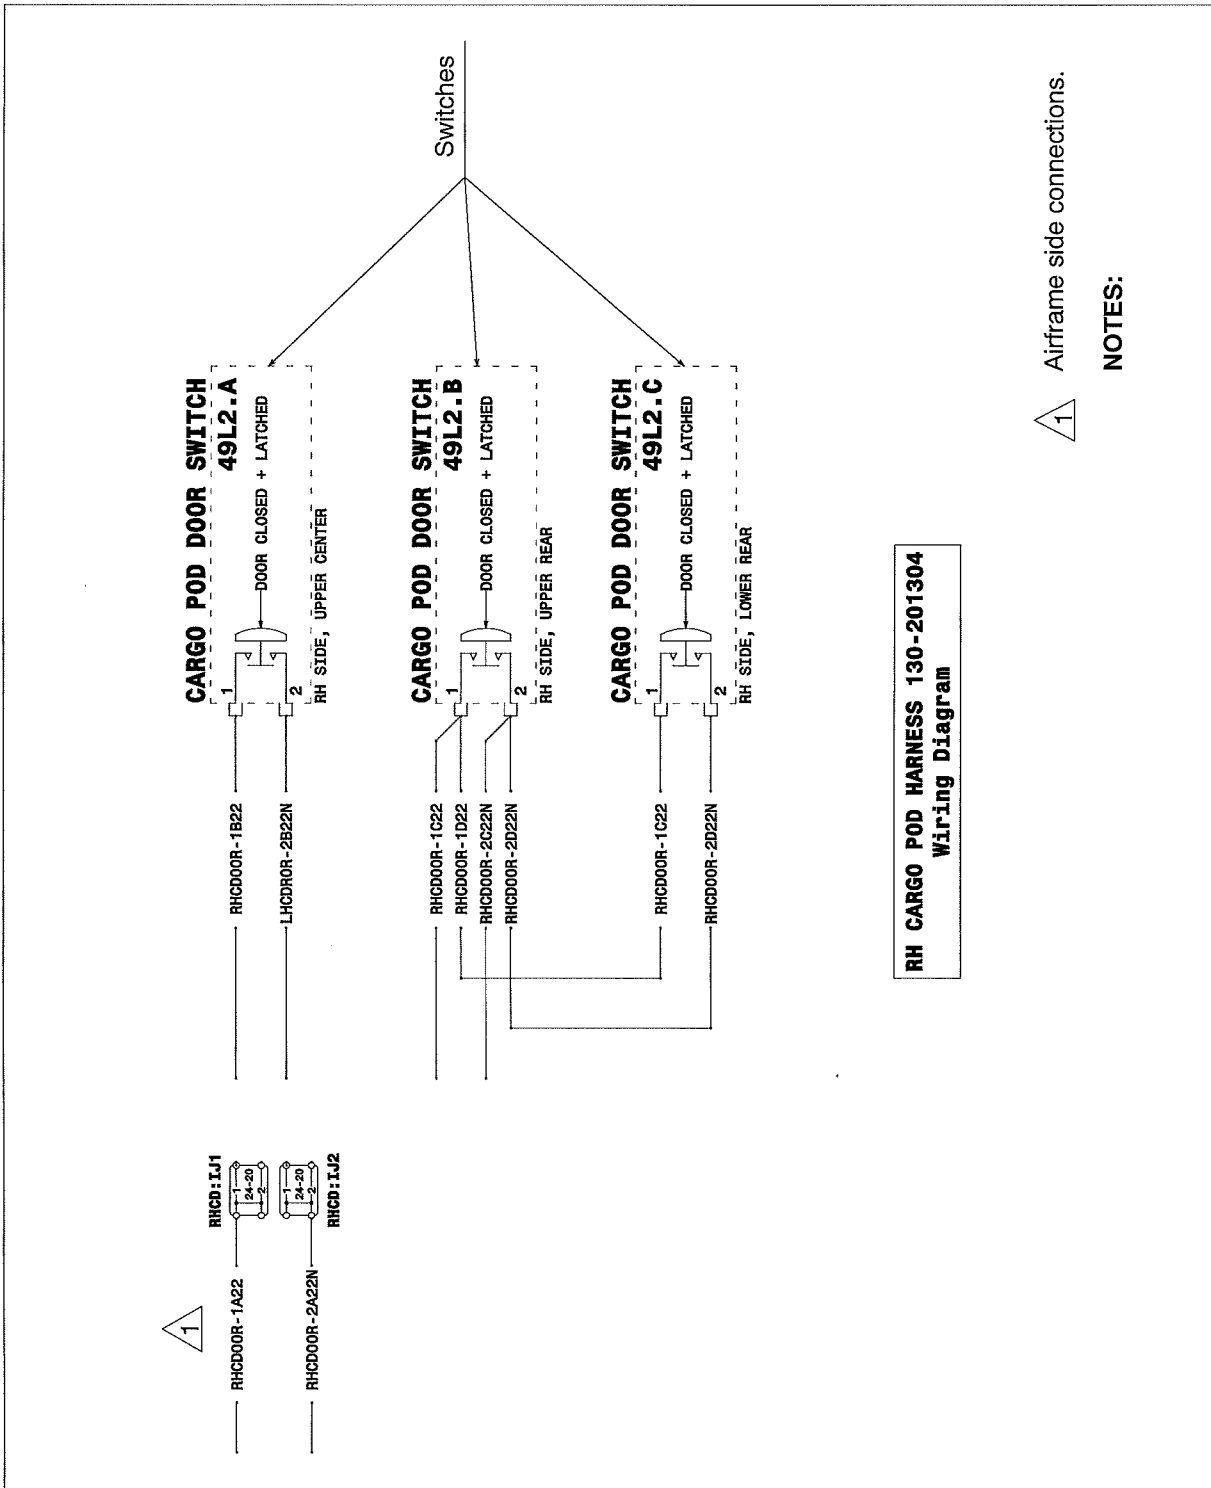 Switches
CARGO POD DOOR SWITCH
49L2.A
DOOR CLOSED + LATCHED
1
2
RH SIDE, UPPER CENTER
RHCDOOR-1B22
LHCDROR-2B22N
CARGO POD DOOR SWITCH
49L2.B
DOOR CLOSED + LATCHED
1
2
RH SIDE, UPPER REAR
RHCDOOR-1C22
RHCDOOR-1D22
RHCDOOR-2C22N
RHCDOOR-2D22N
CARGO POD DOOR SWITCH
49L2.C
DOOR CLOSED + LATCHED
1
2
RH SIDE, LOWER REAR
RHCDOOR-1C22
RHCDOOR-2D22N
RHCD:IJ1
1
24-20
2
1
24-20
2
RHCD:IJ2
1
RHCDOOR-1A22
RHCDOOR-2A22N
RH CARGO POD HARNESS 130-201304
Wiring Diagram
1 Airframe side connections.
NOTES: